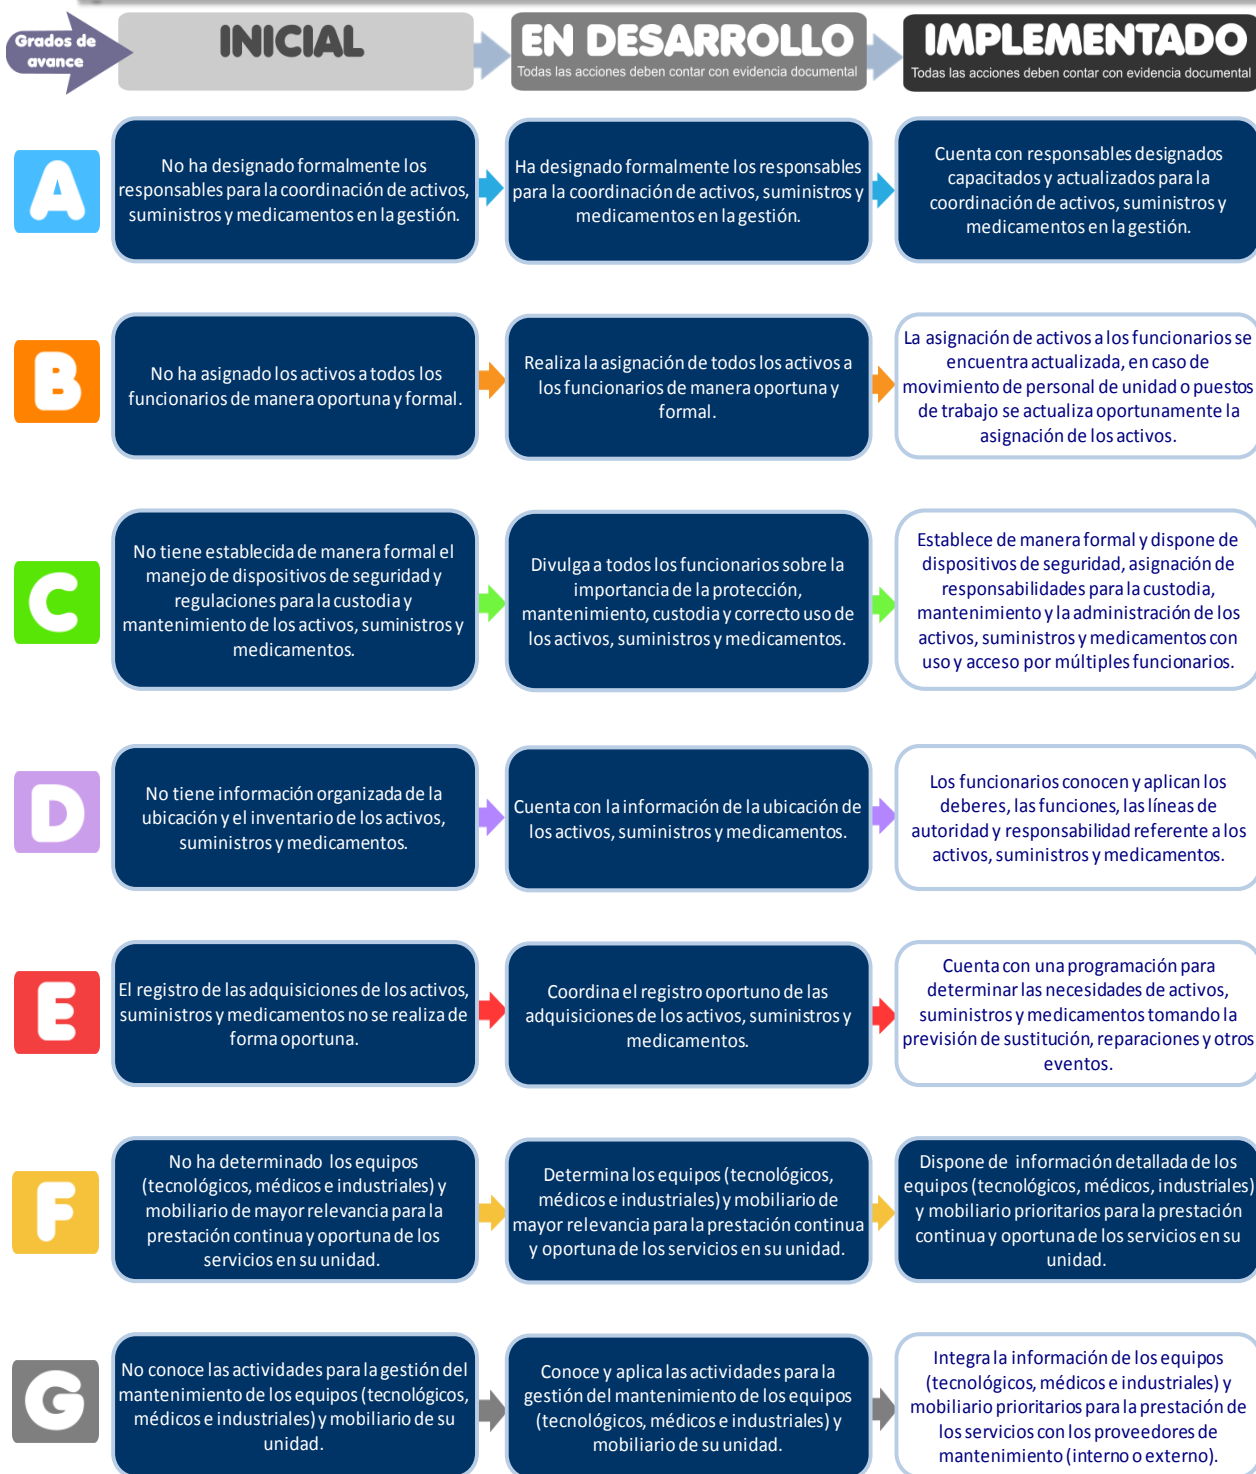 Grados de
avance
INICIAL
EN DESARROLLO
Todas las acciones deben contar con evidencia documental
IMPLEMENTADO
Todas las acciones deben contar con evidencia documental
A
No ha designado formalmente los
responsables para la coordinación de activos,
suministros y medicamentos en la gestión.
Ha designado formalmente los responsables
para la coordinación de activos, suministros y
medicamentos en la gestión.
Cuenta con responsables designados
capacitados y actualizados para la
coordinación de activos, suministros y
medicamentos en la gestión.
B
No ha asignado los activos a todos los
funcionarios de manera oportuna y formal.
Realiza la asignación de todos los activos a
los funcionarios de manera oportuna y
formal.
La asignación de activos a los funcionarios se
encuentra actualizada, en caso de
movimiento de personal de unidad o puestos
de trabajo se actualiza oportunamente la
asignación de los activos.
C
No tiene establecida de manera formal el
manejo de dispositivos de seguridad y
regulaciones para la custodia y
mantenimiento de los activos, suministros y
medicamentos.
Divulga a todos los funcionarios sobre la
importancia de la protección,
mantenimiento, custodia y correcto uso de
los activos, suministros y medicamentos.
Establece de manera formal y dispone de
dispositivos de seguridad, asignación de
responsabilidades para la custodia,
mantenimiento y la administración de los
activos, suministros y medicamentos con
uso y acceso por múltiples funcionarios.
D
No tiene información organizada de la
ubicación y el inventario de los activos,
suministros y medicamentos.
Cuenta con la información de la ubicación de
los activos, suministros y medicamentos.
Los funcionarios conocen y aplican los
deberes, las funciones, las líneas de
autoridad y responsabilidad referente a los
activos, suministros y medicamentos.
E
El registro de las adquisiciones de los activos,
suministros y medicamentos no se realiza de
forma oportuna.
Coordina el registro oportuno de las
adquisiciones de los activos, suministros y
medicamentos.
Cuenta con una programación para
determinar las necesidades de activos,
suministros y medicamentos tomando la
previsión de sustitución, reparaciones y otros
eventos.
F
No ha determinado los equipos
(tecnológicos, médicos e industriales) y
mobiliario de mayor relevancia para la
prestación continua y oportuna de los
servicios en su unidad.
Determina los equipos (tecnológicos,
médicos e industriales) y mobiliario de
mayor relevancia para la prestación continua
y oportuna de los servicios en su unidad.
Dispone de información detallada de los
equipos (tecnológicos, médicos, industriales)
y mobiliario prioritarios para la prestación
continua y oportuna de los servicios en su
unidad.
G
No conoce las actividades para la gestión del
mantenimiento de los equipos (tecnológicos,
médicos e industriales) y mobiliario de su
unidad.
Conoce y aplica las actividades para la
gestión del mantenimiento de los equipos
(tecnológicos, médicos e industriales) y
mobiliario de su unidad.
Integra la información de los equipos
(tecnológicos, médicos e industriales) y
mobiliario prioritarios para la prestación de
los servicios con los proveedores de
mantenimiento (interno o externo).